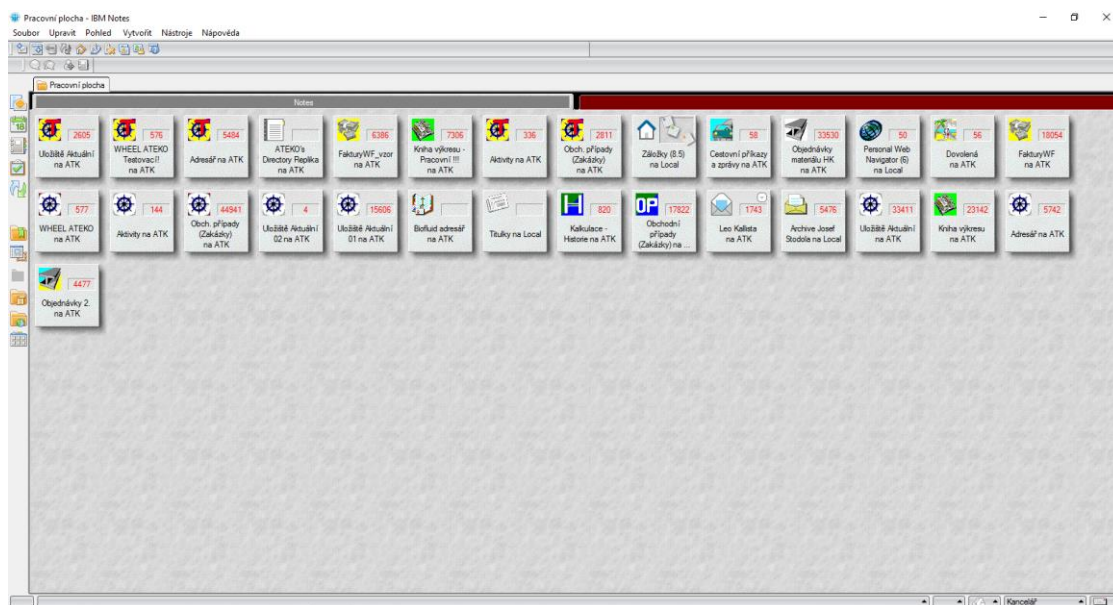 Pracovní plocha - IBM Notes
Soubor Upravit Pohled Vytvořit Nástroje Nápověda
Pracovní plocha
Notes
2605
Uložiště Aktuální
na ATK
576
WHEEL ATEKO
Testovací!
na ATK
5484
Adresář na ATK
ATEKO's
Directory Replika
na ATK
6386
FakturyWF_vzor
na ATK
7306
Kniha výkresu -
Pracovní !!!
na ATK
336
Aktivity na ATK
2811
Obch. případy
(Zakázky)
na ATK
Záložky (8.5)
na Local
58
Cestovní příkazy
a zprávy na ATK
33530
Objednávky
materiálu HK
na ATK
50
Personal Web
Navigator (6)
na Local
56
Dovolená
na ATK
18054
FakturyWF
na ATK
577
WHEEL ATEKO
na ATK
144
Aktivity na ATK
44941
Obch. případy
(Zakázky)
na ATK
4
Uložiště Aktuální
02 na ATK
15606
Uložiště Aktuální
01 na ATK
Biofluid adresář
na ATK
Titulky na Local
820
Kalkulace -
Historie na ATK
OP
17822
Obchodní
případy
(Zakázky) na ...
1743
Leo Kalista
na ATK
5476
Archive Josef
Stodola na Local
33411
Uložiště Aktuální
na ATK
23142
Kniha výkresu
na ATK
5742
Adresář na ATK
4477
Objednávky 2.
na ATK
Kancelář